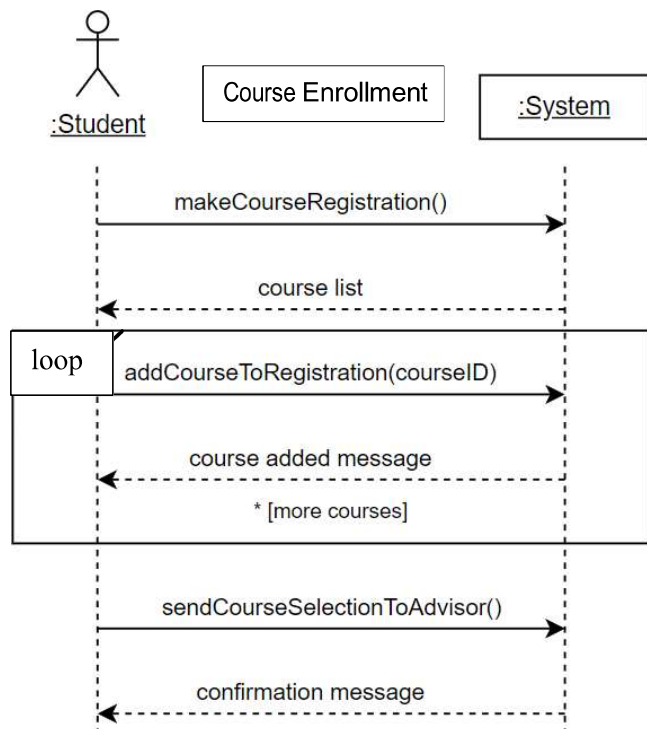 Course Enrollment
:Student
:System
makeCourseRegistration()
course list
loop
addCourseToRegistration(courseID)
course added message
* [more courses]
sendCourseSelectionToAdvisor()
confirmation message